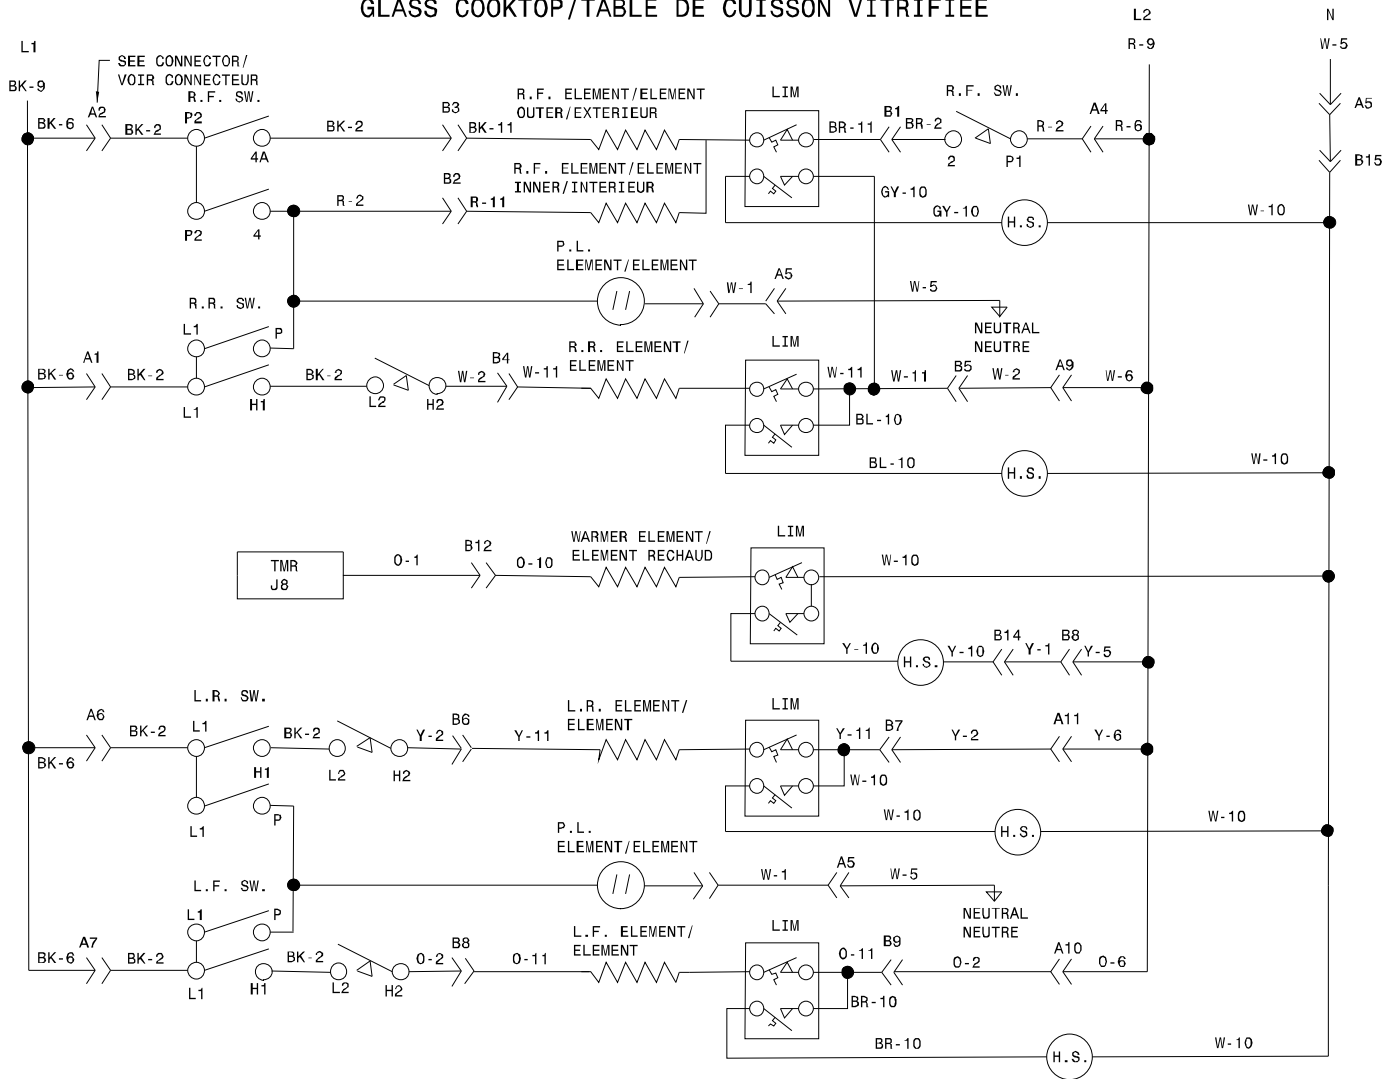 GLASS COOKTOP/TABLE DE CUISSON VITRIFIEE
L1
L2
N
BK-9
R-9
W-5
SEE CONNECTOR/
VOIR CONNECTEUR
R.F. SW.
R.F. ELEMENT/ELEMENT
OUTER/EXTERIEUR
LIM
R.F. SW.
BK-6
A2
BK-2
P2
4A
BK-2
B3
BK-11
BR-11
B1
BR-2
2
P1
R-2
A4
R-6
A5
B15
R.F. ELEMENT/ELEMENT
INNER/INTERIEUR
P2
4
R-2
B2
R-11
GY-10
GY-10
H.S.
W-10
P.L.
ELEMENT/ELEMENT
W-1
A5
W-5
NEUTRAL
NEUTRE
R.R. SW.
L1
P
R.R. ELEMENT/
ELEMENT
LIM
BK-6
A1
BK-2
L1
H1
BK-2
L2
H2
W-2
B4
W-11
W-11
W-11
B5
W-2
A9
W-6
BL-10
BL-10
H.S.
W-10
TMR
J8
O-1
B12
O-10
WARMER ELEMENT/
ELEMENT RECHAUD
LIM
W-10
Y-10
H.S.
Y-10
B14
Y-1
B8
Y-5
L.R. SW.
L.R. ELEMENT/
ELEMENT
LIM
BK-6
A6
BK-2
L1
H1
BK-2
L2
H2
Y-2
B6
Y-11
Y-11
B7
Y-2
A11
Y-6
L1
P
W-10
W-10
H.S.
W-10
P.L.
ELEMENT/ELEMENT
W-1
A5
W-5
NEUTRAL
NEUTRE
L.F. SW.
L1
P
L.F. ELEMENT/
ELEMENT
LIM
BK-6
A7
BK-2
L1
H1
BK-2
L2
H2
O-2
B8
O-11
O-11
B9
O-2
A10
O-6
BR-10
BR-10
H.S.
W-10